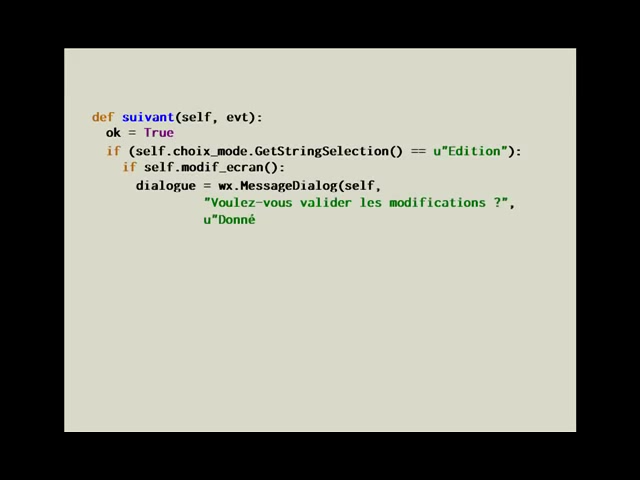 def suivant(self, evt):
ok = True
if (self.choix_mode.GetStringSelection() == u"Edition"):
if self.modif_ecran():
dialogue = wx.MessageDialog(self,
"Voulez-vous valider les modifications ?",
u"Donné